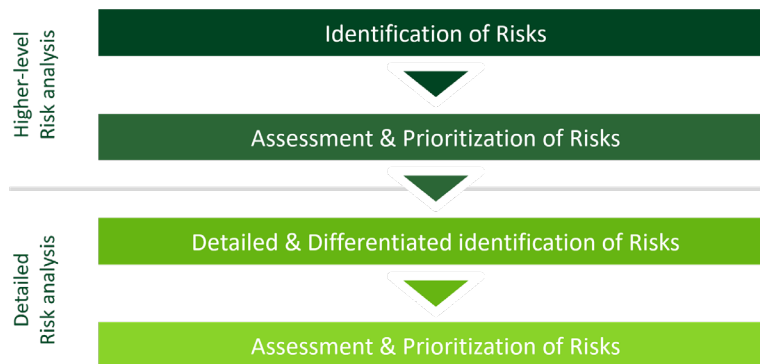 Higher-level
Risk analysis
Identification of Risks
Assessment & Prioritization of Risks
Detailed
Risk analysis
Detailed & Differentiated identification of Risks
Assessment & Prioritization of Risks